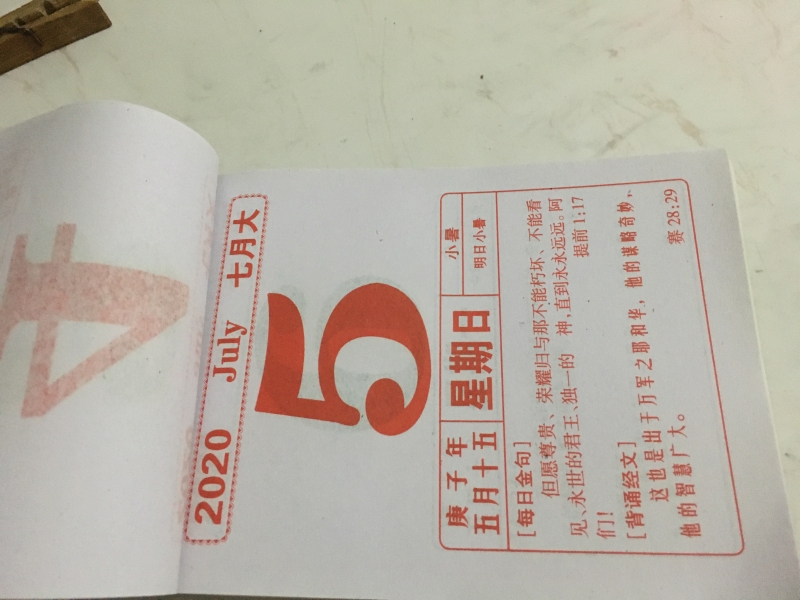 2020 July 七月大
5
庚子年
五月十五
星期日
小暑
明日小暑
[每日金句]
但愿尊贵、荣耀归与那不能朽坏、不能看
见、永世的君王、独一的 神,直到永永远远。阿
们! 提前1:17
[背诵经文]
这也是出于万军之耶和华,他的谋略奇妙,
他的智慧广大。 赛28:29
4